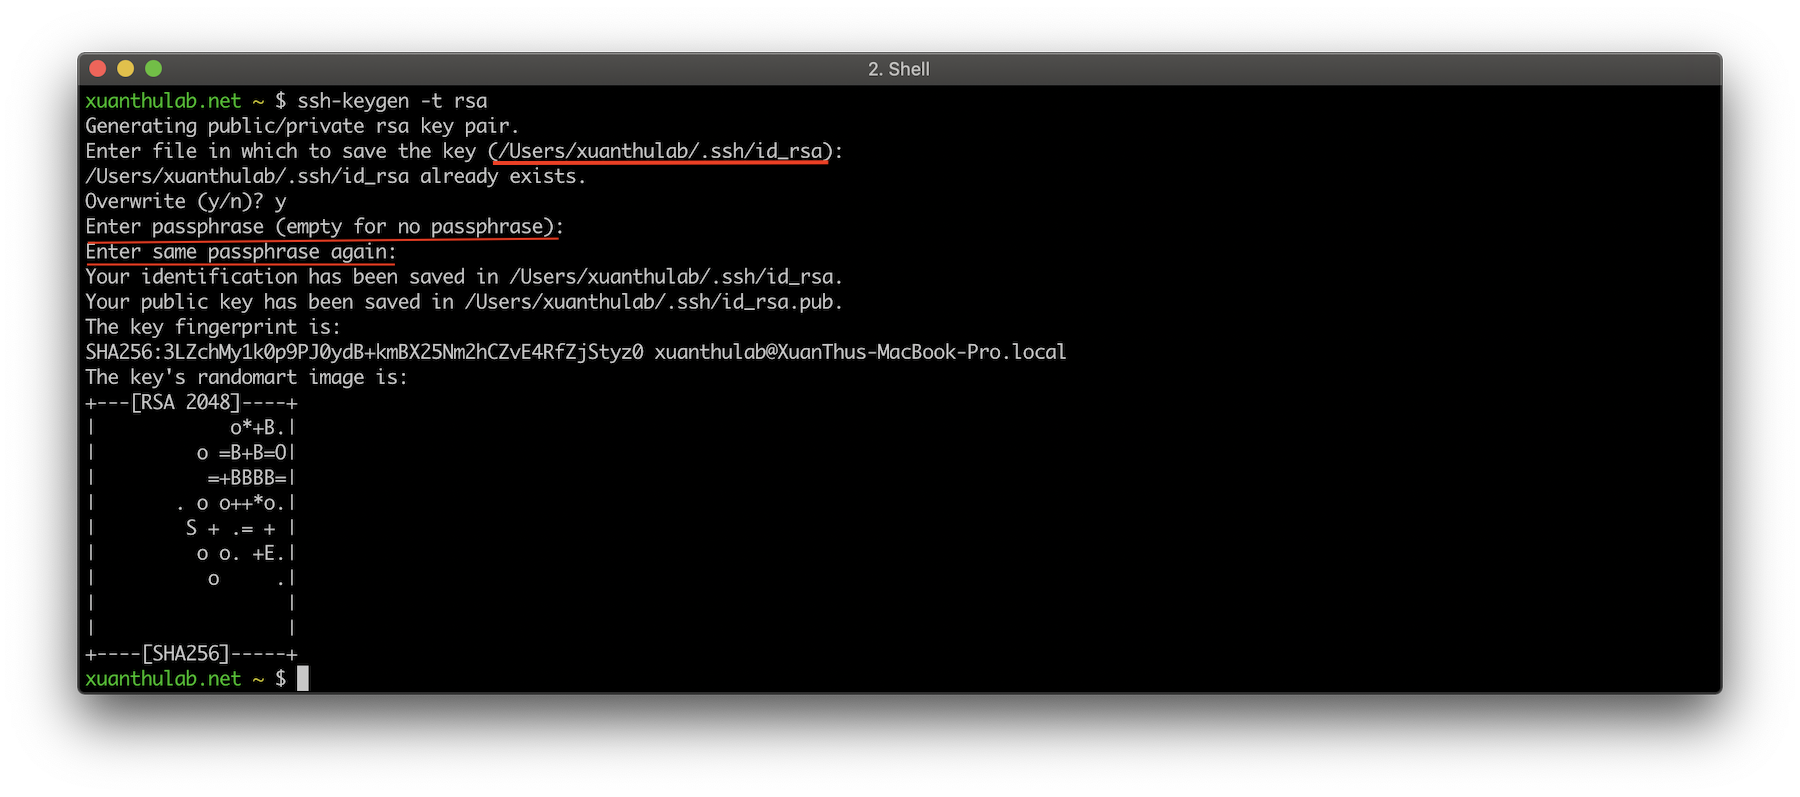 2. Shell
xuanthulab.net ~ $ ssh-keygen -t rsa
Generating public/private rsa key pair.
Enter file in which to save the key (/Users/xuanthulab/.ssh/id_rsa):
/Users/xuanthulab/.ssh/id_rsa already exists.
Overwrite (y/n)? y
Enter passphrase (empty for no passphrase):
Enter same passphrase again:
Your identification has been saved in /Users/xuanthulab/.ssh/id_rsa.
Your public key has been saved in /Users/xuanthulab/.ssh/id_rsa.pub.
The key fingerprint is:
SHA256:3LZchMy1k0p9PJ0ydB+kmBX25Nm2hCZvE4RfZjStyz0 xuanthulab@XuanThus-MacBook-Pro.local
The key's randomart image is:
+---[RSA 2048]----+
|            o*+B.|
|         o =B+B=O|
|          =+BBBB=|
|       . o o++*o.|
|        S + .= + |
|         o o. +E.|
|          o     .|
|                 |
|                 |
+----[SHA256]-----+
xuanthulab.net ~ $